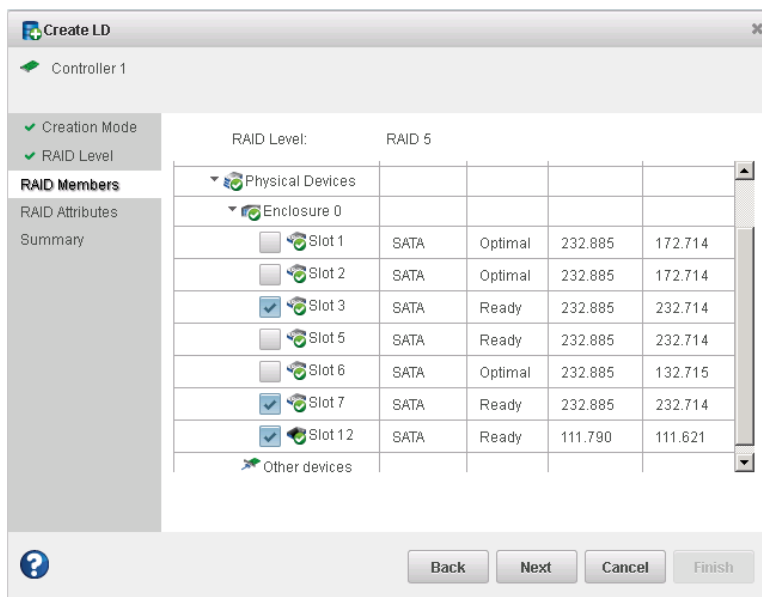 Create LD
Controller 1
Creation Mode
RAID Level
RAID Members
RAID Attributes
Summary
RAID Level: RAID 5
Physical Devices
Enclosure 0
Slot 1 SATA Optimal 232.885 172.714
Slot 2 SATA Optimal 232.885 172.714
Slot 3 SATA Ready 232.885 232.714
Slot 5 SATA Ready 232.885 232.714
Slot 6 SATA Optimal 232.885 132.715
Slot 7 SATA Ready 232.885 232.714
Slot 12 SATA Ready 111.790 111.621
Other devices
? Back Next Cancel Finish